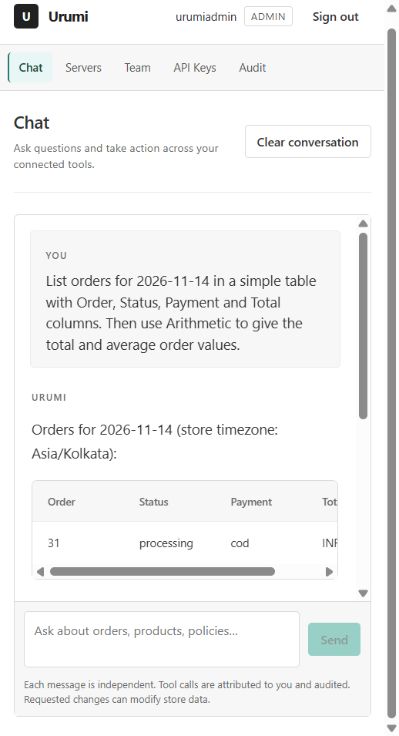 U Urumi urumiadmin ADMIN Sign out
Chat Servers Team API Keys Audit
Chat
Ask questions and take action across your
connected tools.
Clear conversation
YOU
List orders for 2026-11-14 in a simple table
with Order, Status, Payment and Total
columns. Then use Arithmetic to give the
total and average order values.
URUMI
Orders for 2026-11-14 (store timezone:
Asia/Kolkata):
Order Status Payment
31 processing cod
Ask about orders, products, policies...
Send
Each message is independent. Tool calls are attributed to you and audited.
Requested changes can modify store data.